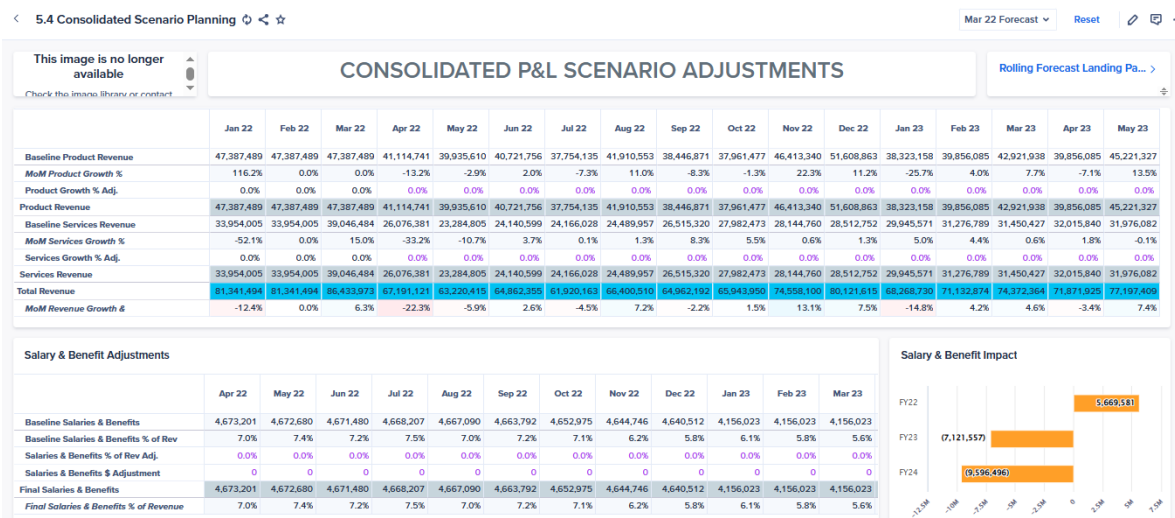 5.4 Consolidated Scenario Planning
Mar 22 Forecast
Reset
This image is no longer
available
Check the image library or contact
CONSOLIDATED P&L SCENARIO ADJUSTMENTS
Rolling Forecast Landing Pa...
Jan 22 Feb 22 Mar 22 Apr 22 May 22 Jun 22 Jul 22 Aug 22 Sep 22 Oct 22 Nov 22 Dec 22 Jan 23 Feb 23 Mar 23 Apr 23 May 23
Baseline Product Revenue 47,387,489 47,387,489 47,387,489 41,114,741 39,935,610 40,721,756 37,754,135 41,910,553 38,446,871 37,961,477 46,413,340 51,608,863 38,323,158 39,856,085 42,921,938 39,856,085 45,221,327
MoM Product Growth % 116.2% 0.0% 0.0% -13.2% -2.9% 2.0% -7.3% 11.0% -8.3% -1.3% 22.3% 11.2% -25.7% 4.0% 7.7% -7.1% 13.5%
Product Growth % Adj. 0.0% 0.0% 0.0% 0.0% 0.0% 0.0% 0.0% 0.0% 0.0% 0.0% 0.0% 0.0% 0.0% 0.0% 0.0% 0.0% 0.0%
Product Revenue 47,387,489 47,387,489 47,387,489 41,114,741 39,935,610 40,721,756 37,754,135 41,910,553 38,446,871 37,961,477 46,413,340 51,608,863 38,323,158 39,856,085 42,921,938 39,856,085 45,221,327
Baseline Services Revenue 33,954,005 33,954,005 39,046,484 26,076,381 23,284,805 24,140,599 24,166,028 24,489,957 26,515,320 27,982,473 28,144,760 28,512,752 29,945,571 31,276,789 31,450,427 32,015,840 31,976,082
MoM Services Growth % -52.1% 0.0% 15.0% -33.2% -10.7% 3.7% 0.1% 1.3% 8.3% 5.5% 0.6% 1.3% 5.0% 4.4% 0.6% 1.8% -0.1%
Services Growth % Adj. 0.0% 0.0% 0.0% 0.0% 0.0% 0.0% 0.0% 0.0% 0.0% 0.0% 0.0% 0.0% 0.0% 0.0% 0.0% 0.0% 0.0%
Services Revenue 33,954,005 33,954,005 39,046,484 26,076,381 23,284,805 24,140,599 24,166,028 24,489,957 26,515,320 27,982,473 28,144,760 28,512,752 29,945,571 31,276,789 31,450,427 32,015,840 31,976,082
Total Revenue 81,341,494 81,341,494 86,433,973 67,191,121 63,220,415 64,862,355 61,920,163 66,400,510 64,962,192 65,943,950 74,558,100 80,121,615 68,268,730 71,132,874 74,372,364 71,871,925 77,197,409
MoM Revenue Growth & -12.4% 0.0% 6.3% -22.3% -5.9% 2.6% -4.5% 7.2% -2.2% 1.5% 13.1% 7.5% -14.8% 4.2% 4.6% -3.4% 7.4%
Salary & Benefit Adjustments
Apr 22 May 22 Jun 22 Jul 22 Aug 22 Sep 22 Oct 22 Nov 22 Dec 22 Jan 23 Feb 23 Mar 23
Baseline Salaries & Benefits 4,673,201 4,672,680 4,671,480 4,668,207 4,667,090 4,663,792 4,652,975 4,644,746 4,640,512 4,156,023 4,156,023 4,156,023
Baseline Salaries & Benefits % of Rev 7.0% 7.4% 7.2% 7.5% 7.0% 7.2% 7.1% 6.2% 5.8% 6.1% 5.8% 5.6%
Salaries & Benefits % of Rev Adj. 0.0% 0.0% 0.0% 0.0% 0.0% 0.0% 0.0% 0.0% 0.0% 0.0% 0.0% 0.0%
Salaries & Benefits $ Adjustment 0 0 0 0 0 0 0 0 0 0 0 0
Final Salaries & Benefits 4,673,201 4,672,680 4,671,480 4,668,207 4,667,090 4,663,792 4,652,975 4,644,746 4,640,512 4,156,023 4,156,023 4,156,023
Final Salaries & Benefits % of Revenue 7.0% 7.4% 7.2% 7.5% 7.0% 7.2% 7.1% 6.2% 5.8% 6.1% 5.8% 5.6%
Salary & Benefit Impact
FY22 5,669,581
FY23 (7,121,557)
FY24 (9,596,496)
-12.5M -10M -7.5M -5M -2.5M 0 2.5M 5M 7.5M